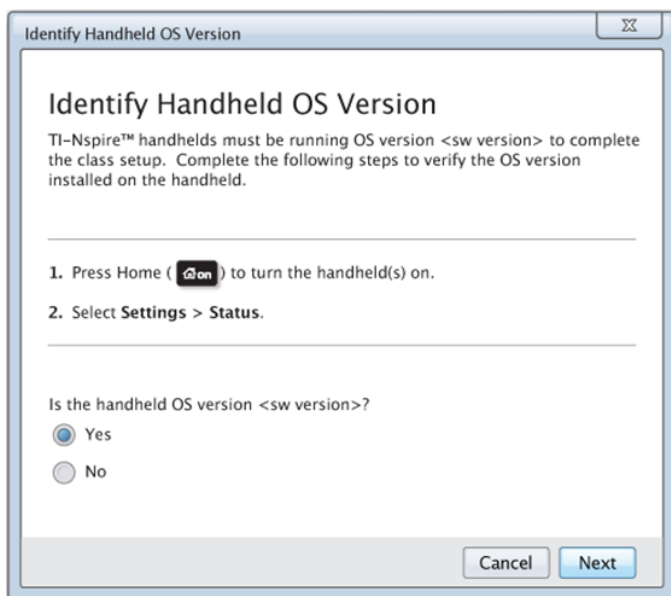 Identify Handheld OS Version
Identify Handheld OS Version
TI-Nspire™ handhelds must be running OS version <sw version> to complete
the class setup. Complete the following steps to verify the OS version
installed on the handheld.
1. Press Home ( on ) to turn the handheld(s) on.
2. Select Settings > Status.
Is the handheld OS version <sw version>?
Yes
No
Cancel Next